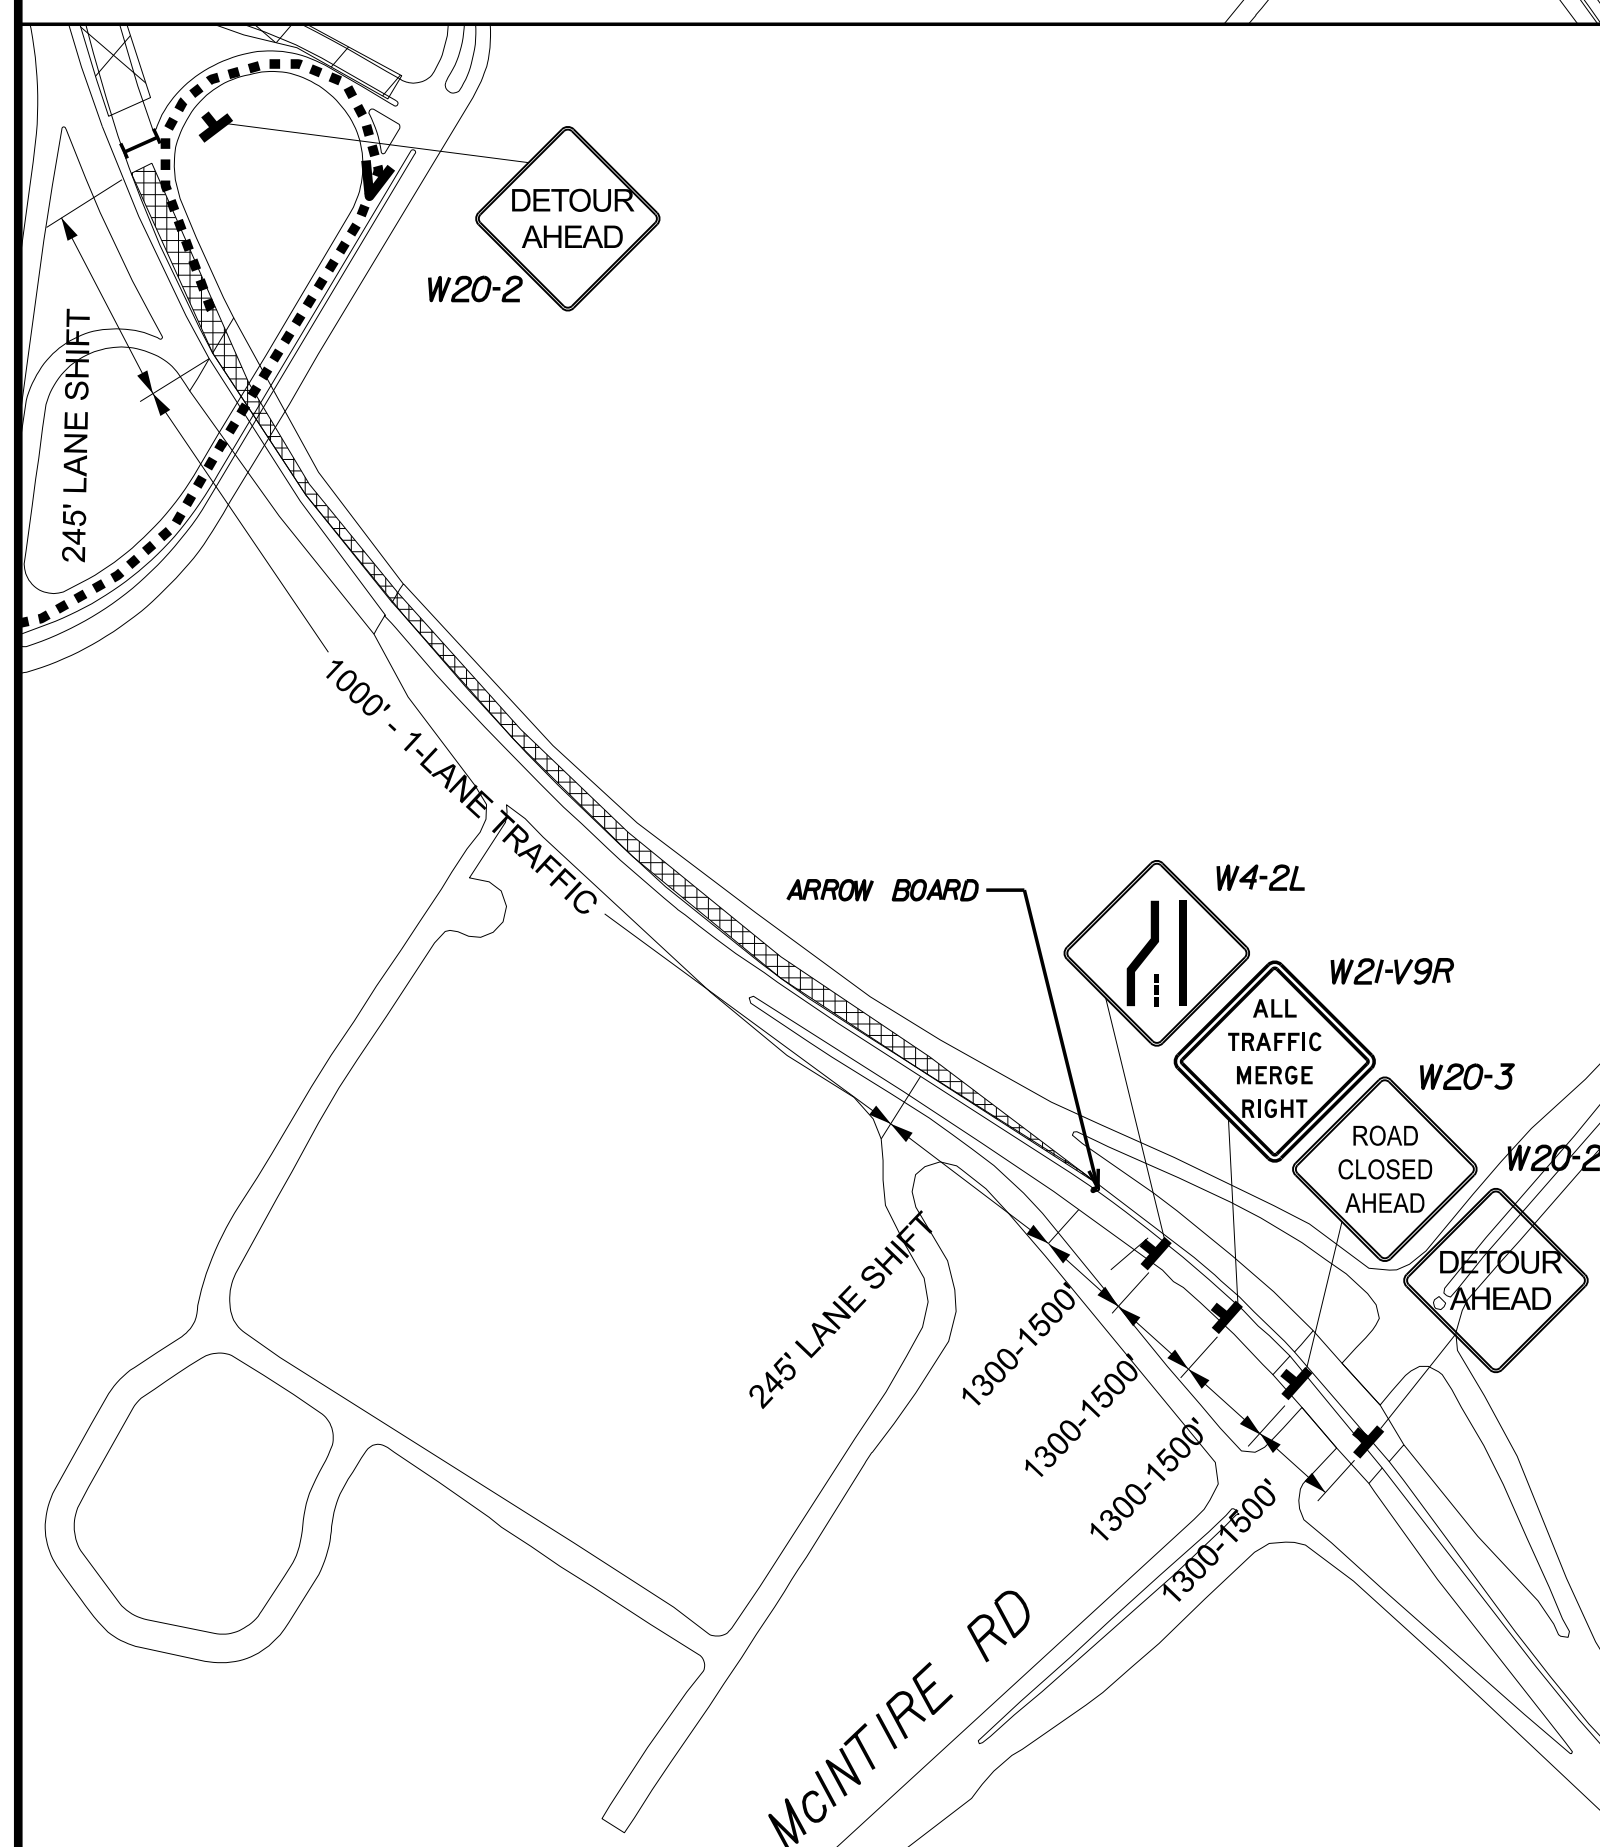 DETOUR
AHEAD
W20-2
245' LANE SHIFT
1000' - 1-LANE TRAFFIC
ARROW BOARD
W4-2L
W21-V9R
ALL
TRAFFIC
MERGE
RIGHT
W20-3
ROAD
CLOSED
AHEAD
W20-2
DETOUR
AHEAD
245' LANE SHIFT
1300-1500'
1300-1500'
1300-1500'
1300-1500'
McINTIRE RD